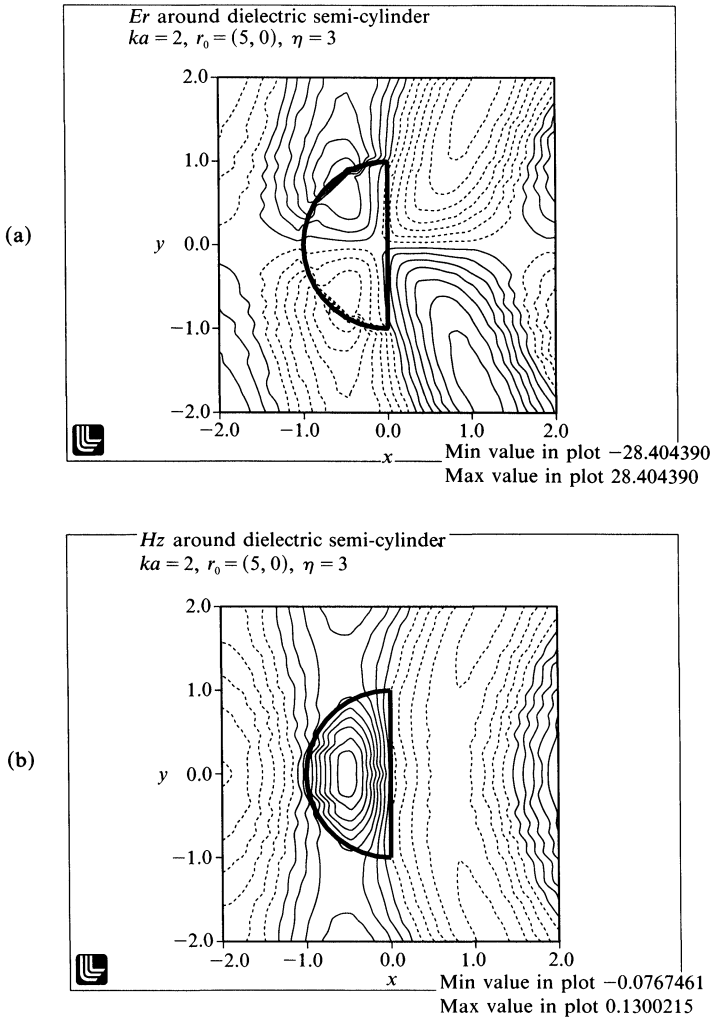 Er around dielectric semi-cylinder
ka = 2, r₀ = (5, 0), η = 3
(a)
2.0
1.0
y 0.0
−1.0
−2.0
−2.0 −1.0 0.0 1.0 2.0
x
Min value in plot −28.404390
Max value in plot 28.404390
Hz around dielectric semi-cylinder
ka = 2, r₀ = (5, 0), η = 3
(b)
2.0
1.0
y 0.0
−1.0
−2.0
−2.0 −1.0 0.0 1.0 2.0
x
Min value in plot −0.0767461
Max value in plot 0.1300215